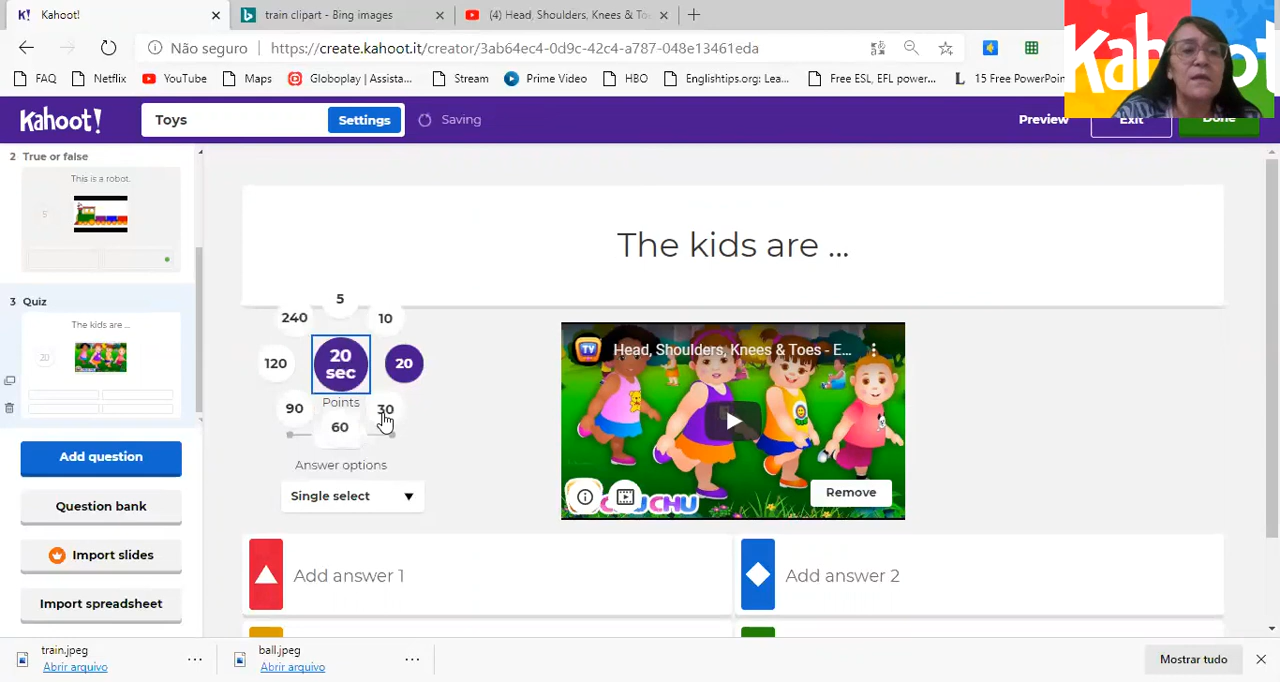 K! Kahoot!
train clipart - Bing images
(4) Head, Shoulders, Knees & To
Não seguro
https://create.kahoot.it/creator/3ab64ec4-0d9c-42c4-a787-048e13461eda
FAQ
Netflix
YouTube
Maps
Globoplay | Assista...
Stream
Prime Video
HBO
Englishtips.org: Lea...
Free ESL, EFL power...
15 Free PowerPoin
Kahoot!
Toys
Settings
Saving
Preview
Exit
Done
2 True or false
This is a robot.
5
3 Quiz
The kids are ...
20
Add question
Question bank
Import slides
Import spreadsheet
The kids are ...
5
240
10
120
20 sec
20
90
Points
30
60
Answer options
Single select
TV
Head, Shoulders, Knees & Toes - E...
CHU
Remove
Add answer 1
Add answer 2
train.jpeg
Abrir arquivo
ball.jpeg
Abrir arquivo
Mostrar tudo